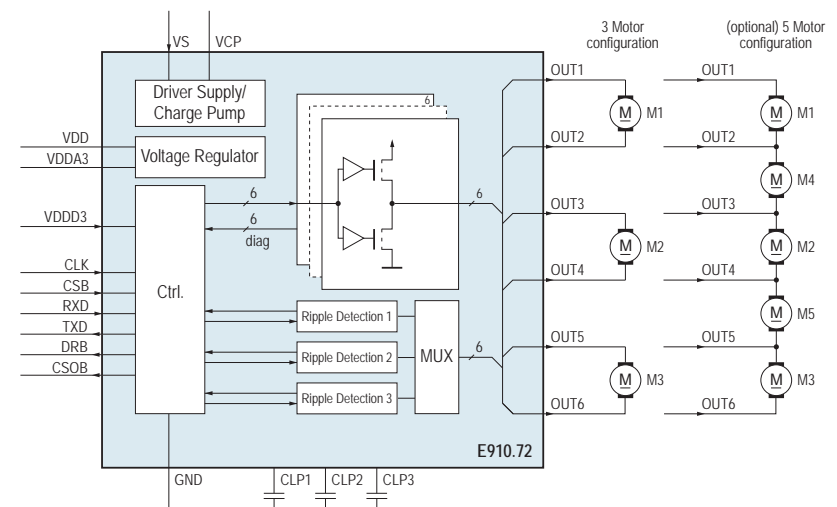 3 Motor
configuration
(optional) 5 Motor
configuration
VS
VCP
Driver Supply/
Charge Pump
Voltage Regulator
VDD
VDDA3
VDDD3
CLK
CSB
RXD
TXD
DRB
CSOB
Ctrl.
6
6
diag
6
6
Ripple Detection 1
Ripple Detection 2
Ripple Detection 3
MUX
6
E910.72
GND
CLP1
CLP2
CLP3
OUT1
OUT2
OUT3
OUT4
OUT5
OUT6
M
M1
M
M2
M
M3
OUT1
OUT2
OUT3
OUT4
OUT5
OUT6
M
M1
M
M4
M
M2
M
M5
M
M3